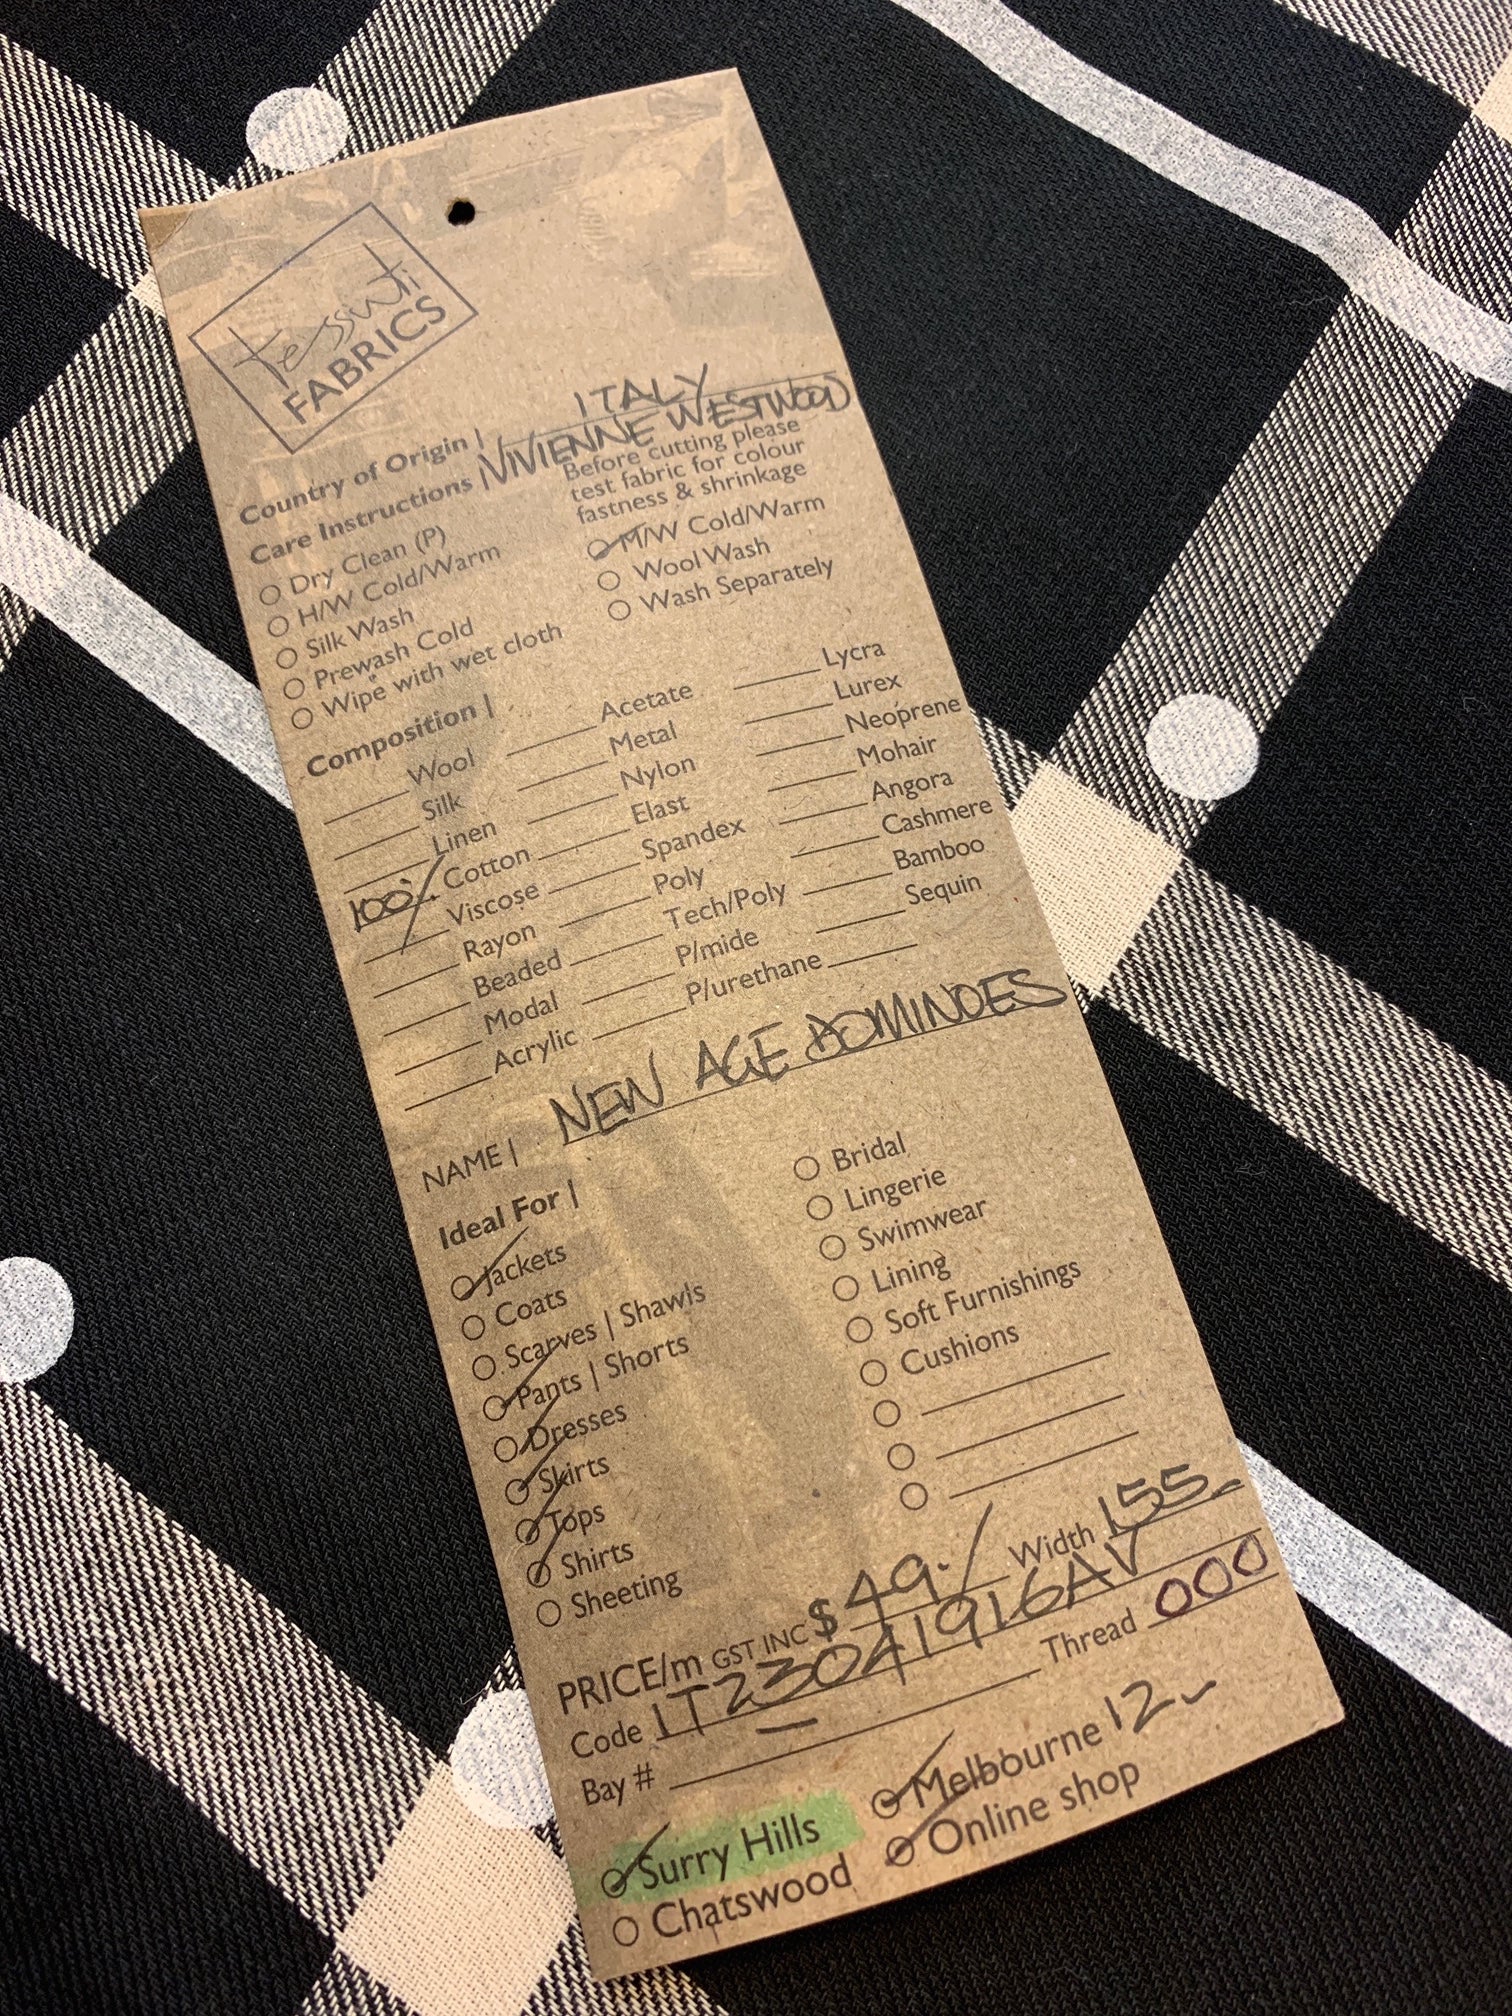 tessuti
FABRICS
Country of Origin | ITALY
VIVIENNE WESTWOOD
Care Instructions
Before cutting please
test fabric for colour
fastness & shrinkage
Dry Clean (P)
H/W Cold/Warm
Silk Wash
Prewash Cold
Wipe with wet cloth
M/W Cold/Warm
Wool Wash
Wash Separately
Composition |
Wool
Silk
Linen
100% Cotton
Viscose
Rayon
Beaded
Modal
Acrylic
Acetate
Metal
Nylon
Elast
Spandex
Poly
Tech/Poly
P/mide
P/urethane
Lycra
Lurex
Neoprene
Mohair
Angora
Cashmere
Bamboo
Sequin
NAME | NEW AGE DOMINOES
Ideal For |
Jackets
Coats
Scarves | Shawls
Pants | Shorts
Dresses
Skirts
Tops
Shirts
Sheeting
Bridal
Lingerie
Swimwear
Lining
Soft Furnishings
Cushions
PRICE/m GST INC $ 49./ Width 155
Code IT23041916AV
Bay # Thread 000
Surry Hills
Chatswood
Melbourne 12
Online shop